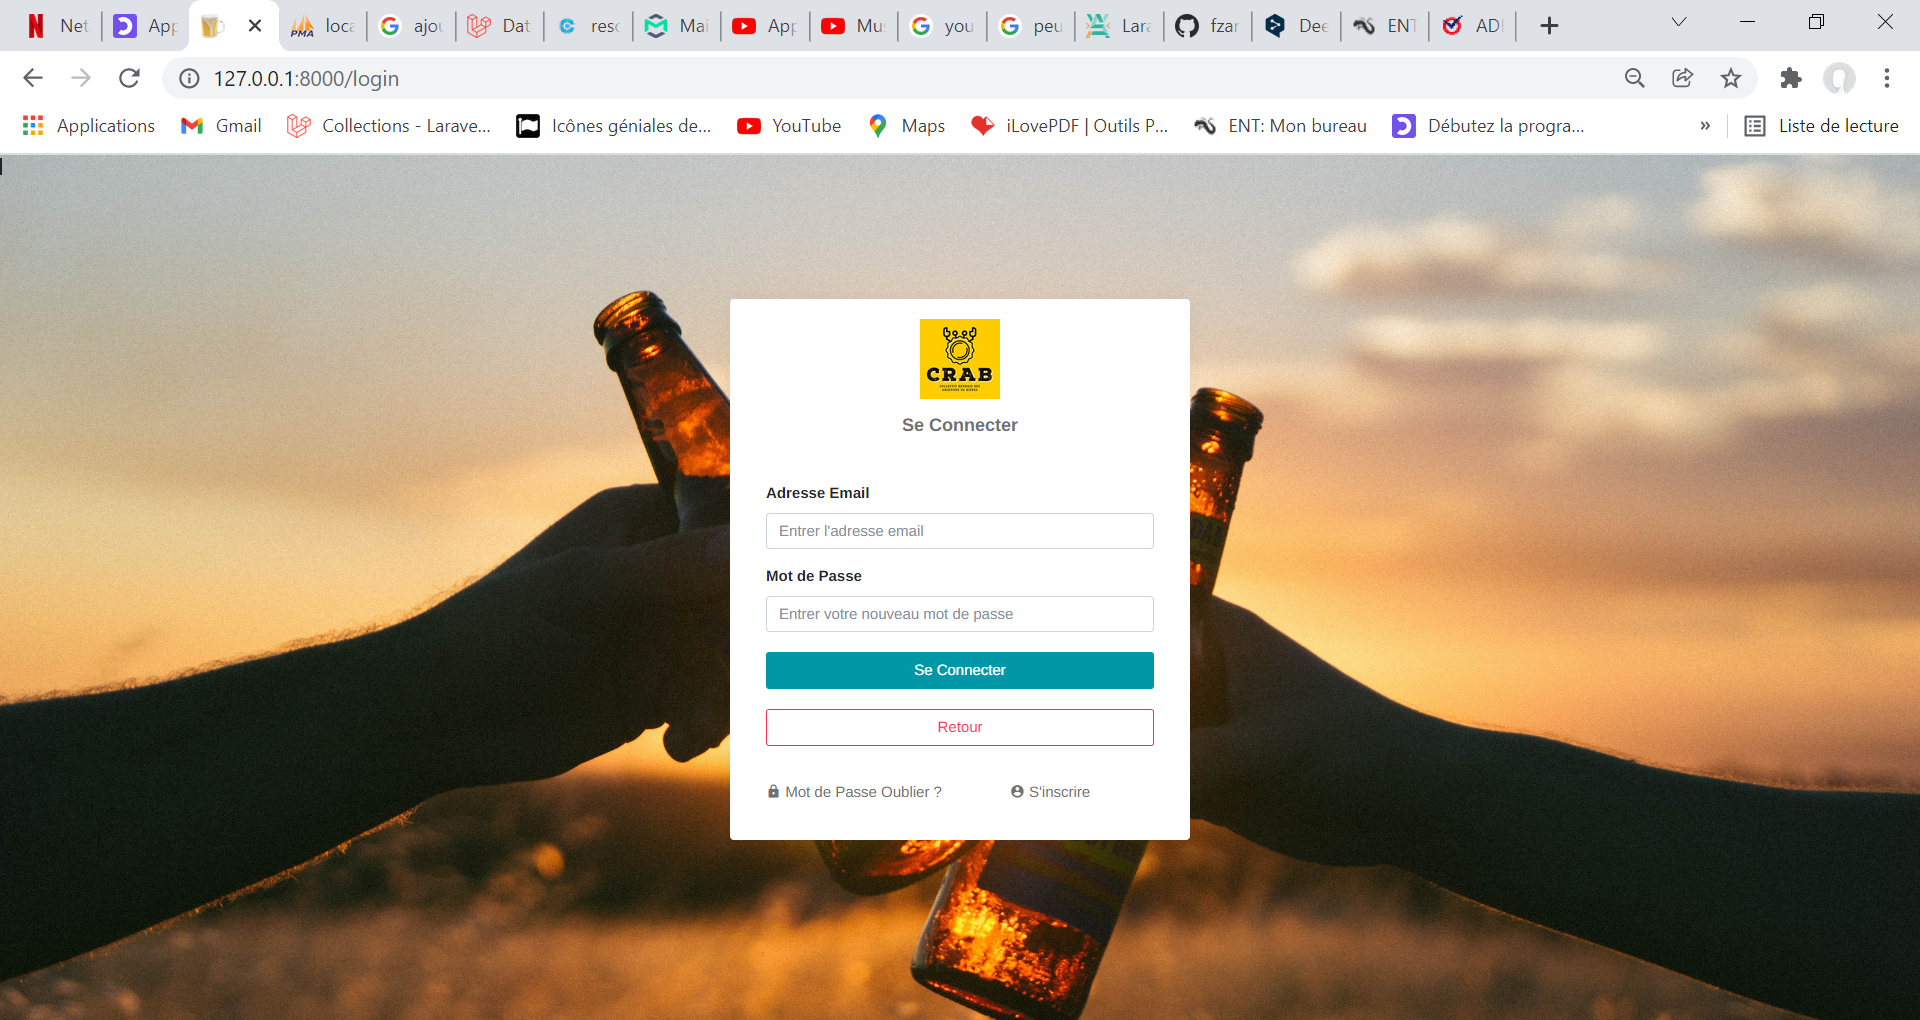 Net
App
loca
ajou
Dat
resc
Mai
App
Mus
you
peu
Lara
fzar
Dee
ENT
ADE
127.0.0.1:8000/login
Applications
Gmail
Collections - Larave...
Icônes géniales de...
YouTube
Maps
iLovePDF | Outils P...
ENT: Mon bureau
Débutez la progra...
»
Liste de lecture
CRAB
Se Connecter
Adresse Email
Entrer l'adresse email
Mot de Passe
Entrer votre nouveau mot de passe
Se Connecter
Retour
Mot de Passe Oublier ?
S'inscrire